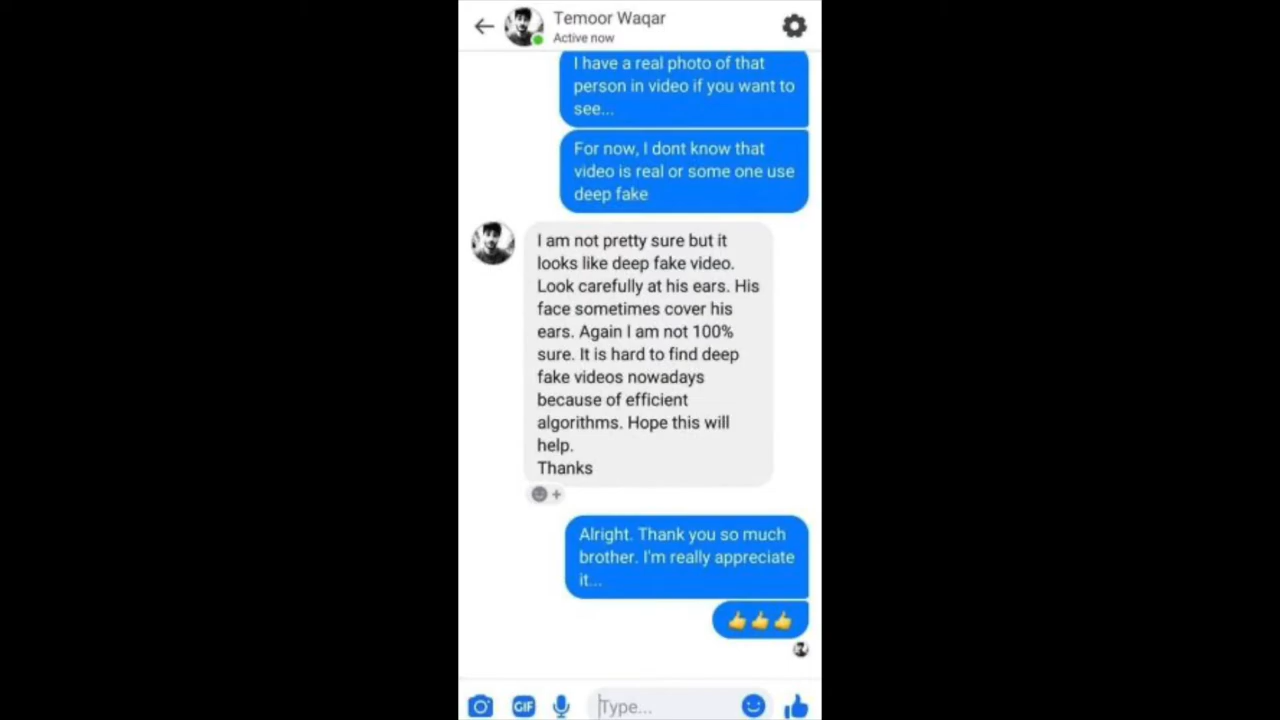 Temoor Waqar
Active now
I have a real photo of that
person in video if you want to
see...
For now, I dont know that
video is real or some one use
deep fake
I am not pretty sure but it
looks like deep fake video.
Look carefully at his ears. His
face sometimes cover his
ears. Again I am not 100%
sure. It is hard to find deep
fake videos nowadays
because of efficient
algorithms. Hope this will
help.
Thanks
Alright. Thank you so much
brother. I'm really appreciate
it...
👍👍👍
GIF
Type...